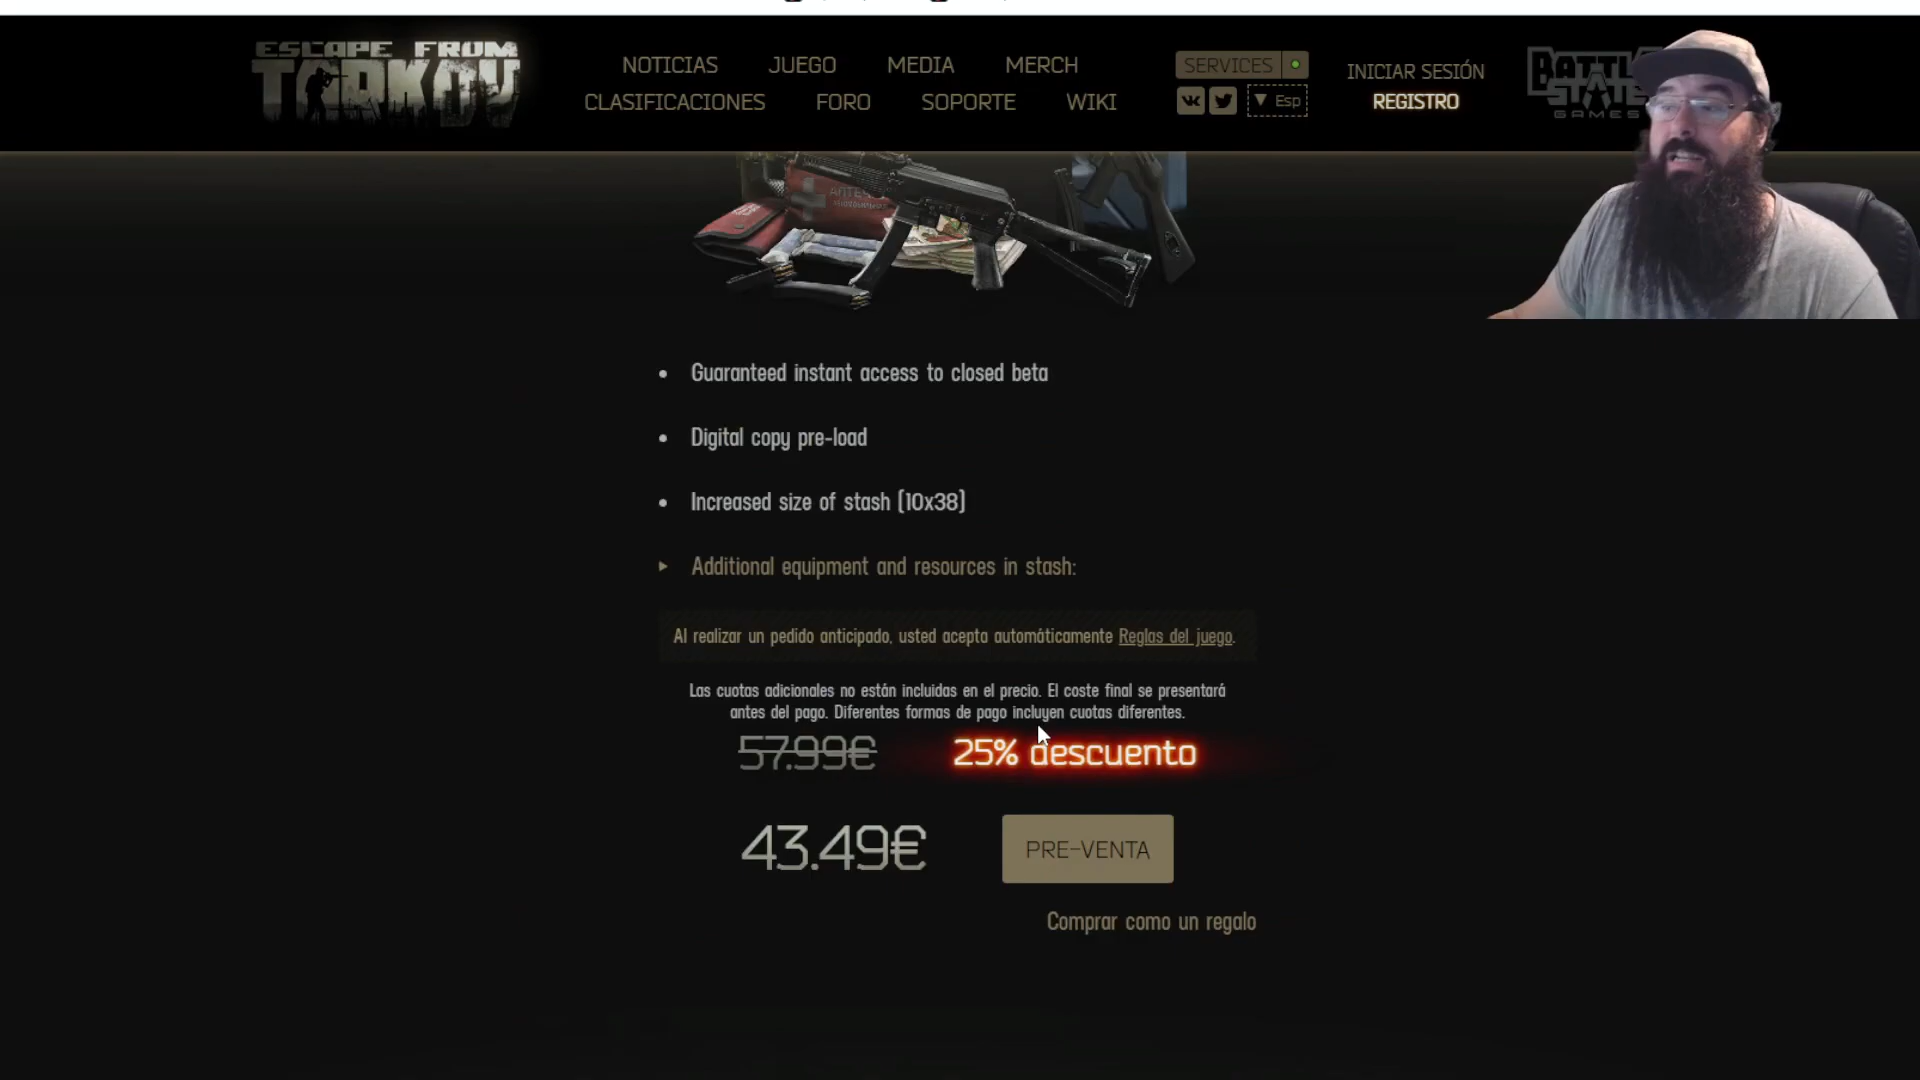 ESCAPE FROM
TARKOV
NOTICIAS JUEGO MEDIA MERCH
CLASIFICACIONES FORO SOPORTE WIKI
SERVICES
Esp
INICIAR SESIÓN
REGISTRO
BATTLE
STATE
GAMES
Guaranteed instant access to closed beta
Digital copy pre-load
Increased size of stash (10x38)
Additional equipment and resources in stash:
Al realizar un pedido anticipado, usted acepta automáticamente Reglas del juego.
Las cuotas adicionales no están incluidas en el precio. El coste final se presentará
antes del pago. Diferentes formas de pago incluyen cuotas diferentes.
57.99€ 25% descuento
43.49€ PRE-VENTA
Comprar como un regalo